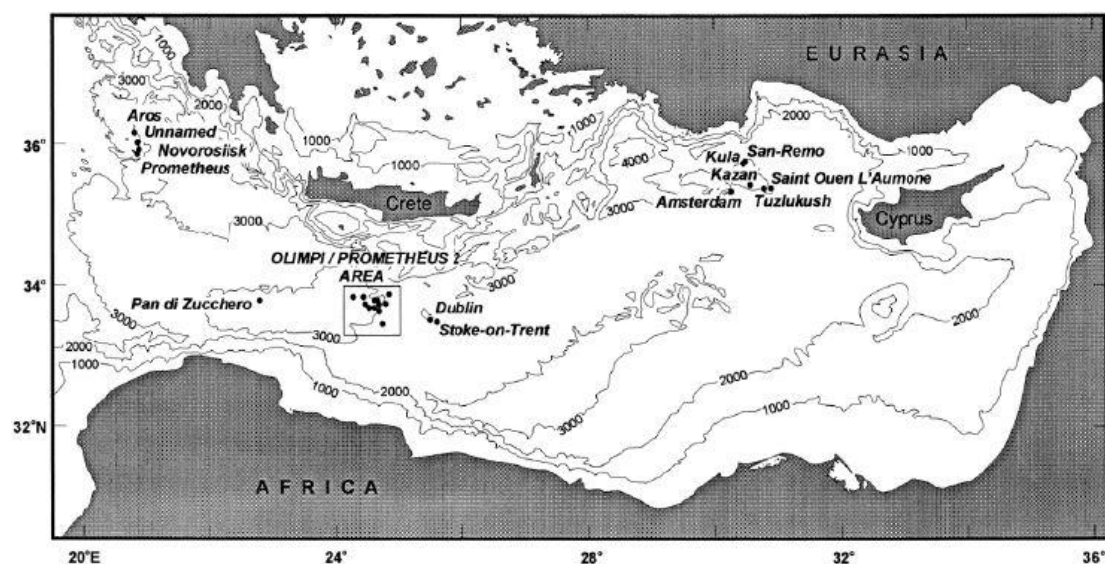 EURASIA
3000
2000
1000
1000
1000
2000
1000
4000
3000
Aros
Unnamed
Novorosiisk
Prometheus
36°
Kula San-Remo
Kazan Saint Ouen L'Aumone
Amsterdam Tuzlukush
Crete
Cyprus
3000
3000
OLIMPI / PROMETHEUS 2
AREA
34°
Pan di Zucchero
Dublin
Stoke-on-Trent
3000
3000
2000
1000
2000
1000
2000
3000
2000
1000
32°N
AFRICA
20°E 24° 28° 32° 36°